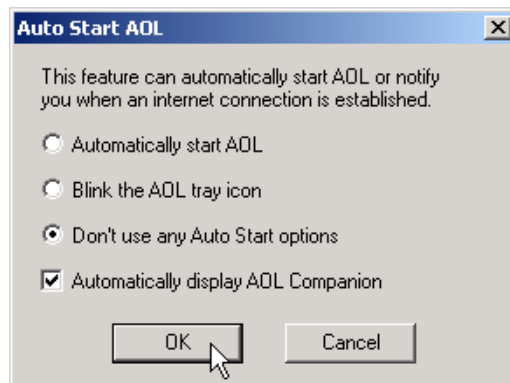 Auto Start AOL
This feature can automatically start AOL or notify
you when an internet connection is established.
Automatically start AOL
Blink the AOL tray icon
Don't use any Auto Start options
Automatically display AOL Companion
OK
Cancel